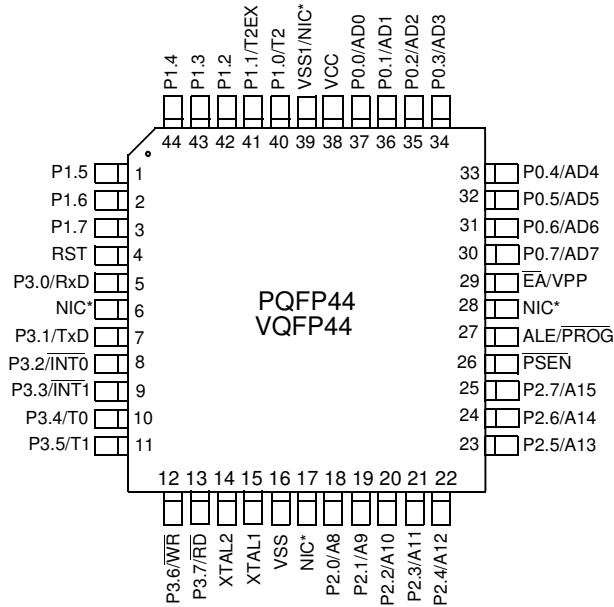 P1.4
P1.3
P1.2
P1.1/T2EX
P1.0/T2
VSS1/NIC*
VCC
P0.0/AD0
P0.1/AD1
P0.2/AD2
P0.3/AD3
44 43 42 41 40 39 38 37 36 35 34
P1.5 1
P1.6 2
P1.7 3
RST 4
P3.0/RxD 5
NIC* 6
P3.1/TxD 7
P3.2/INT0 8
P3.3/INT1 9
P3.4/T0 10
P3.5/T1 11
PQFP44
VQFP44
33 P0.4/AD4
32 P0.5/AD5
31 P0.6/AD6
30 P0.7/AD7
29 EA/VPP
28 NIC*
27 ALE/PROG
26 PSEN
25 P2.7/A15
24 P2.6/A14
23 P2.5/A13
12 13 14 15 16 17 18 19 20 21 22
P3.6/WR
P3.7/RD
XTAL2
XTAL1
VSS
NIC*
P2.0/A8
P2.1/A9
P2.2/A10
P2.3/A11
P2.4/A12